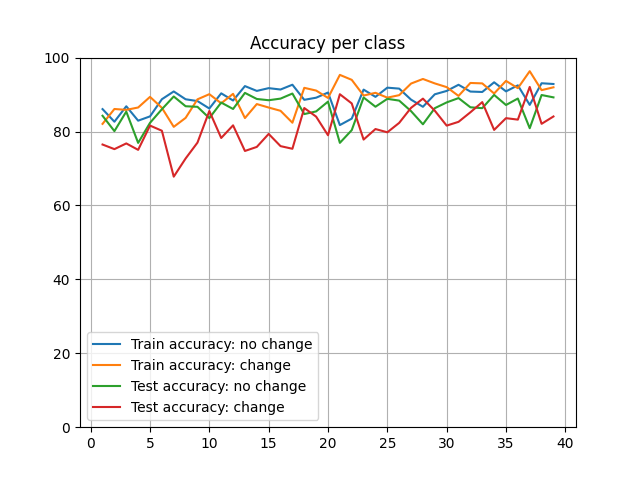 Accuracy per class
100
80
60
40
20
0
Train accuracy: no change
Train accuracy: change
Test accuracy: no change
Test accuracy: change
0 5 10 15 20 25 30 35 40